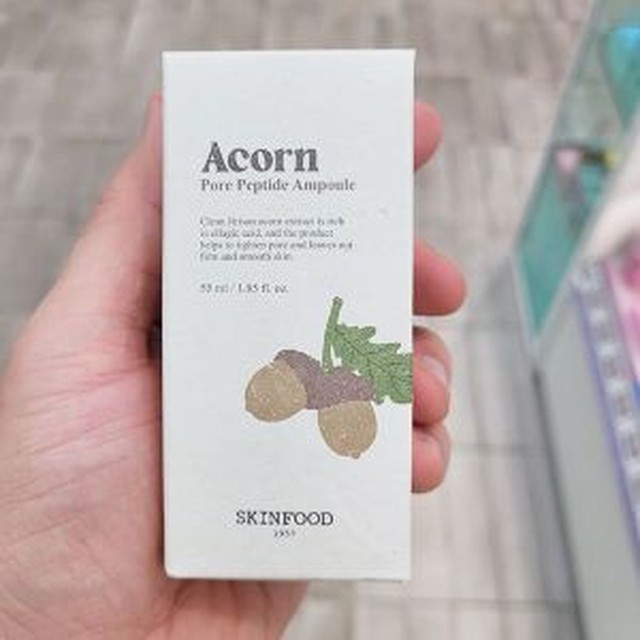 Acorn
Pore Peptide Ampoule
Clean Jirisan acorn extract is rich
in ellagic acid, and the product
helps to tighten pore and leaves out
firm and smooth skin.
55 ml / 1.85 fl. oz.
SKINFOOD
1957